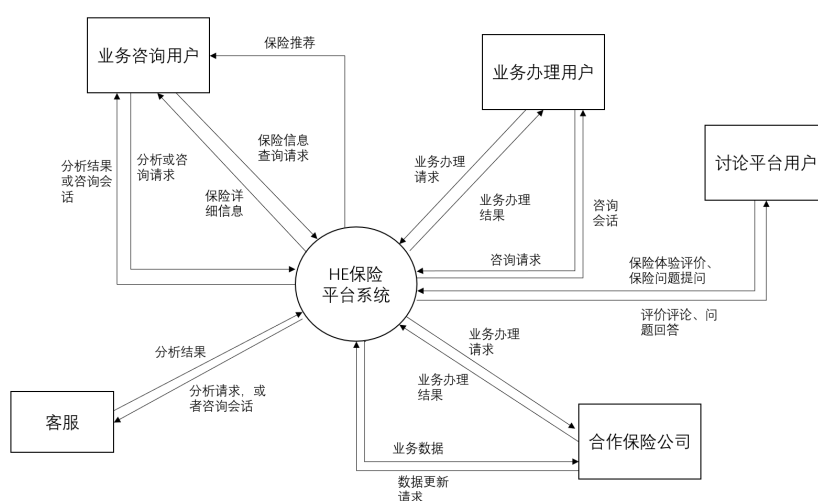 业务咨询用户
保险推荐
业务办理用户
讨论平台用户
分析结果
或咨询会
话
分析或咨
询请求
保险信息
查询请求
保险详
细信息
业务办理
请求
业务办理
结果
咨询
会话
咨询请求
保险体验评价、
保险问题提问
HE保险
平台系统
评价评论、问
题回答
分析结果
分析请求，或
者咨询会话
客服
业务办理
请求
业务办理
结果
合作保险公司
业务数据
数据更新
请求